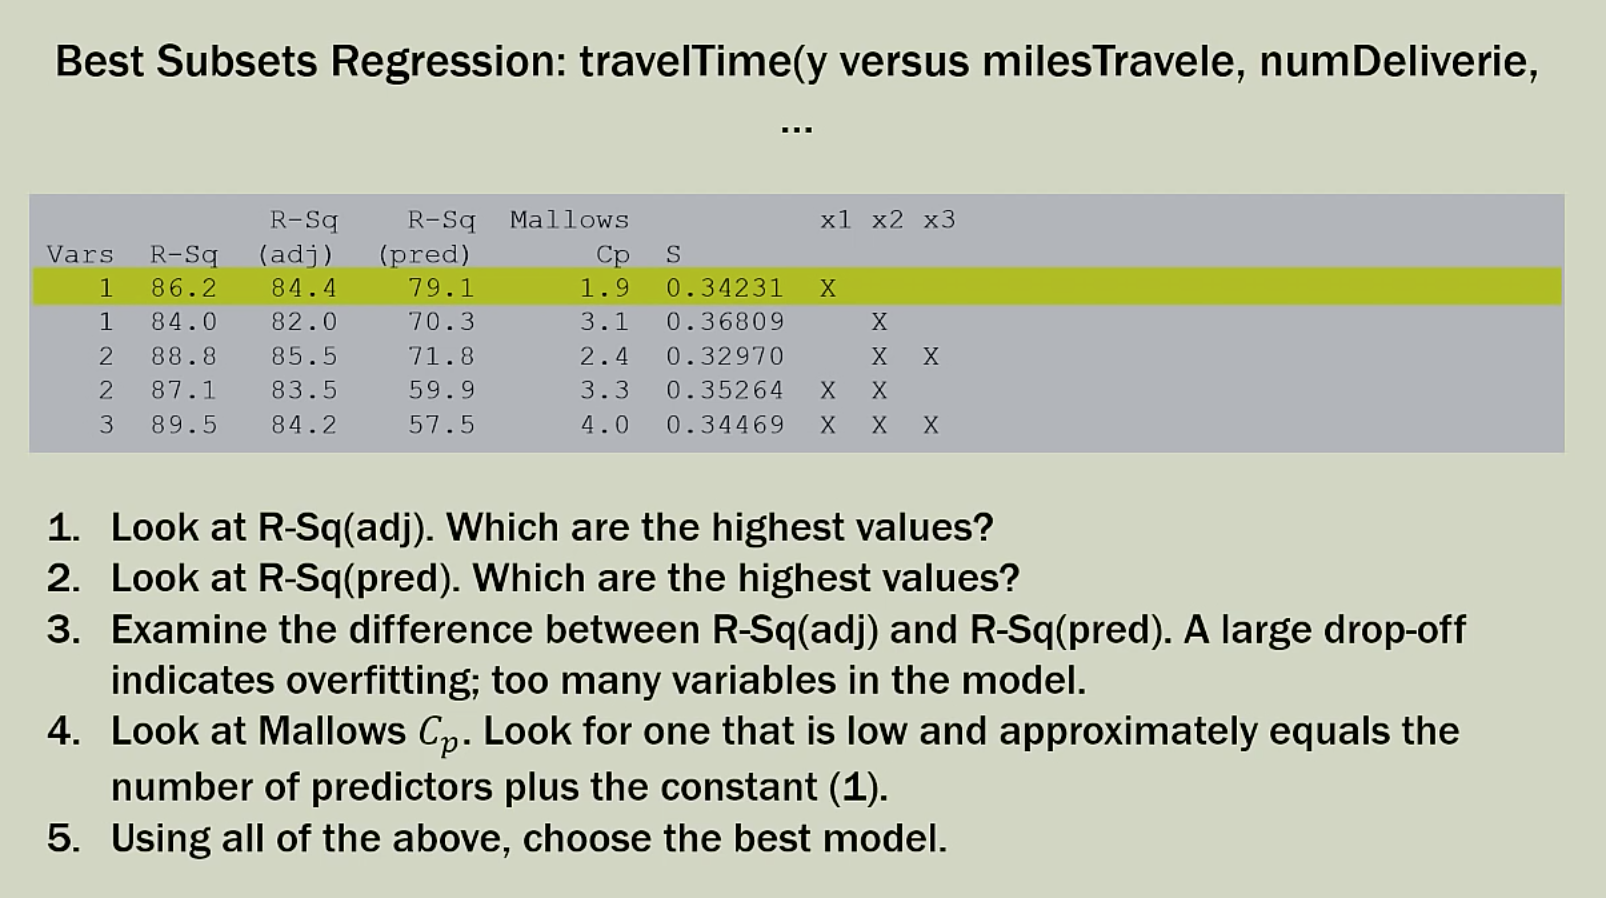 Best Subsets Regression: travelTime(y versus milesTravele, numDeliverie,
...
R-Sq R-Sq Mallows x1 x2 x3
Vars R-Sq (adj) (pred) Cp S
1 86.2 84.4 79.1 1.9 0.34231 X
1 84.0 82.0 70.3 3.1 0.36809 X
2 88.8 85.5 71.8 2.4 0.32970 X X
2 87.1 83.5 59.9 3.3 0.35264 X X
3 89.5 84.2 57.5 4.0 0.34469 X X X
1. Look at R-Sq(adj). Which are the highest values?
2. Look at R-Sq(pred). Which are the highest values?
3. Examine the difference between R-Sq(adj) and R-Sq(pred). A large drop-off
indicates overfitting; too many variables in the model.
4. Look at Mallows Cp. Look for one that is low and approximately equals the
number of predictors plus the constant (1).
5. Using all of the above, choose the best model.